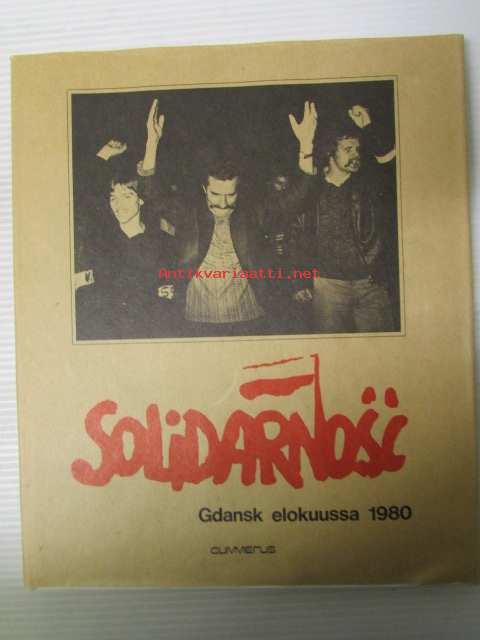 Antikvariaatti.net
SOLIDARNOŚĆ
Gdansk elokuussa 1980
GUMMERUS